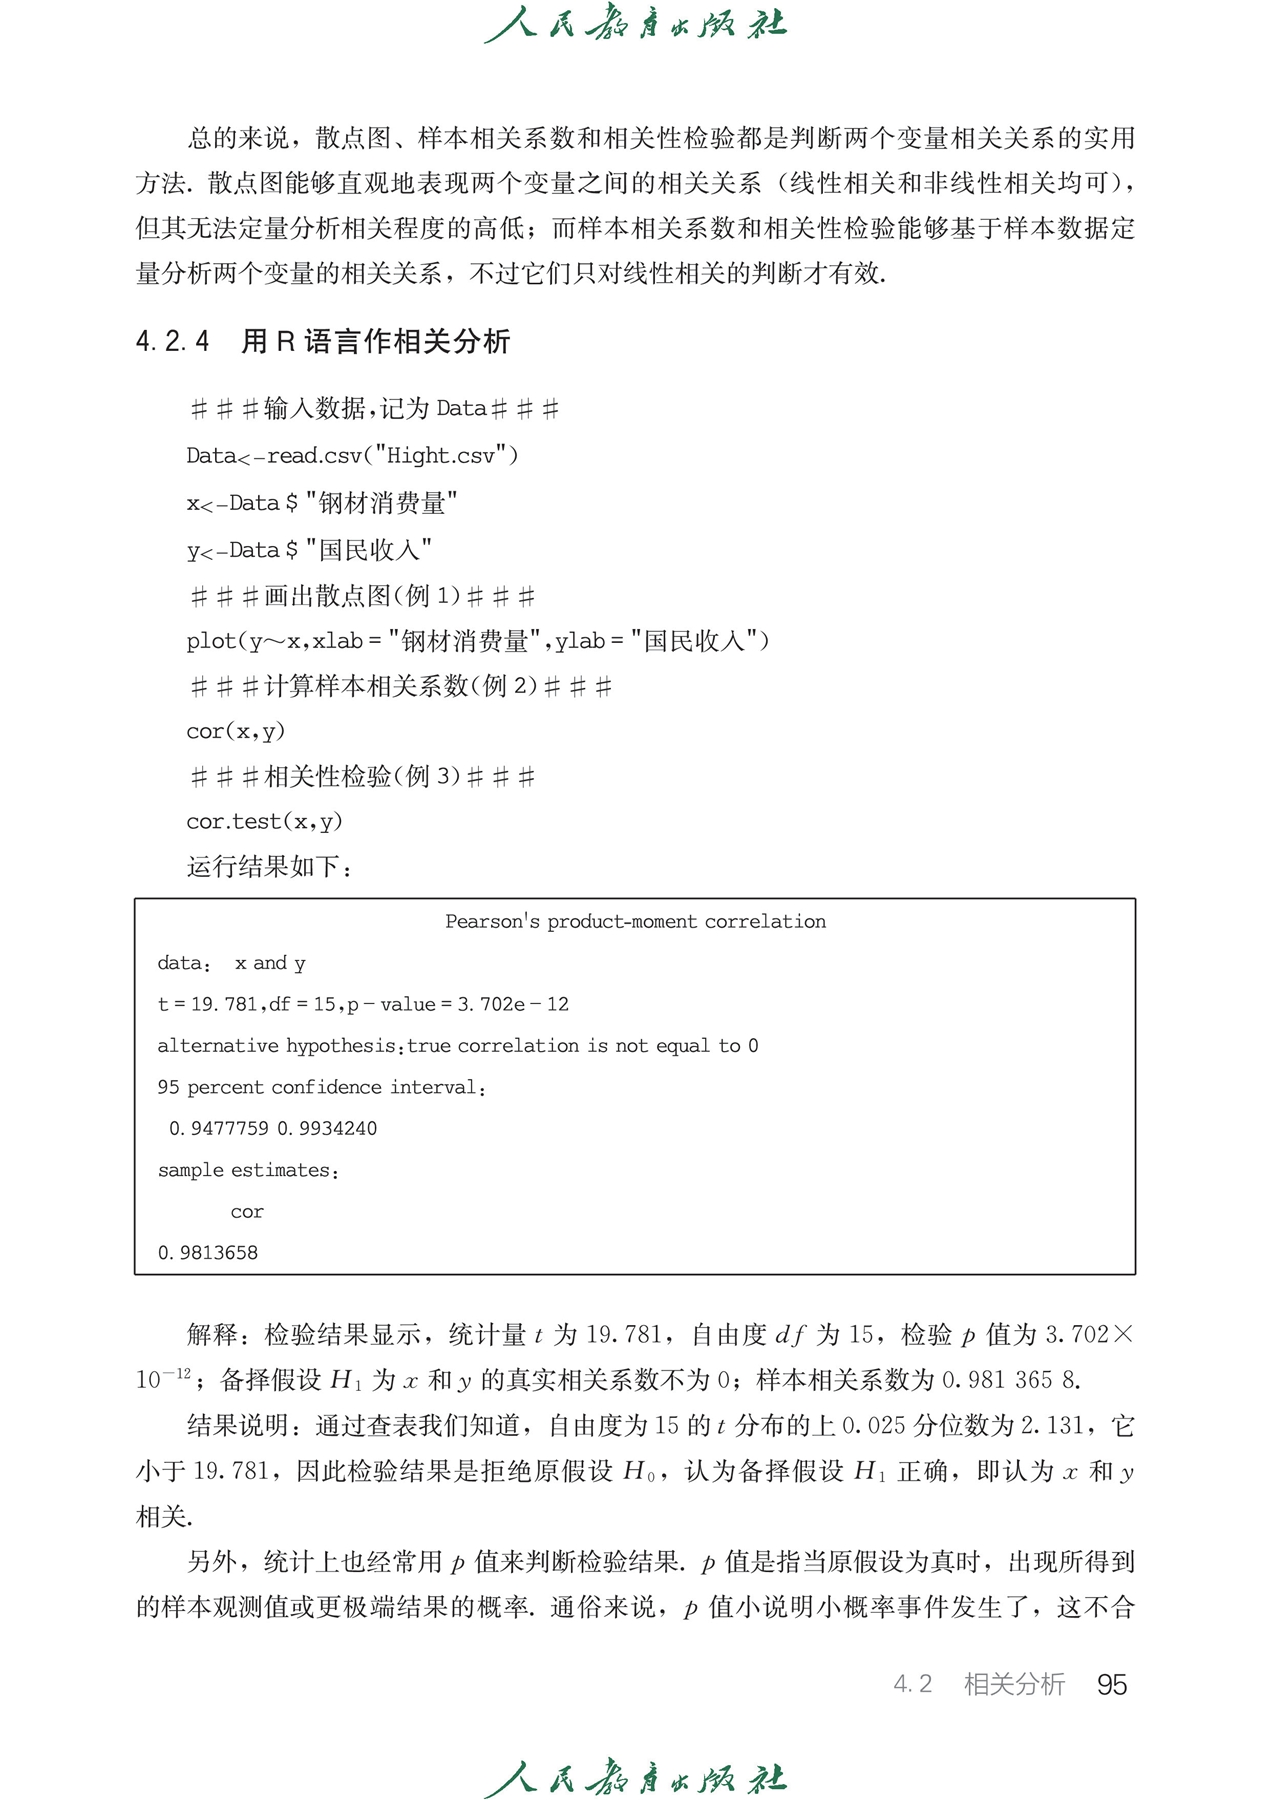 人民教育出版社
总的来说，散点图、样本相关系数和相关性检验都是判断两个变量相关关系的实用
方法. 散点图能够直观地表现两个变量之间的相关关系（线性相关和非线性相关均可），
但其无法定量分析相关程度的高低；而样本相关系数和相关性检验能够基于样本数据定
量分析两个变量的相关关系，不过它们只对线性相关的判断才有效.
4. 2. 4 用 R 语言作相关分析
###输入数据,记为 Data###
Data<-read.csv("Hight.csv")
x<-Data$"钢材消费量"
y<-Data$"国民收入"
###画出散点图(例 1)###
plot(y~x,xlab="钢材消费量",ylab="国民收入")
###计算样本相关系数(例 2)###
cor(x,y)
###相关性检验(例 3)###
cor.test(x,y)
运行结果如下：
Pearson's product-moment correlation
data: x and y
t=19.781,df=15,p-value=3.702e-12
alternative hypothesis:true correlation is not equal to 0
95 percent confidence interval:
0.9477759 0.9934240
sample estimates:
cor
0.9813658
解释：检验结果显示，统计量 t 为 19.781，自由度 df 为 15，检验 p 值为 3.702×
10⁻¹²；备择假设 H₁ 为 x 和 y 的真实相关系数不为 0；样本相关系数为 0.981 365 8.
结果说明：通过查表我们知道，自由度为 15 的 t 分布的上 0.025 分位数为 2.131，它
小于 19.781，因此检验结果是拒绝原假设 H₀，认为备择假设 H₁ 正确，即认为 x 和 y
相关.
另外，统计上也经常用 p 值来判断检验结果. p 值是指当原假设为真时，出现所得到
的样本观测值或更极端结果的概率. 通俗来说，p 值小说明小概率事件发生了，这不合
4. 2 相关分析 95
人民教育出版社